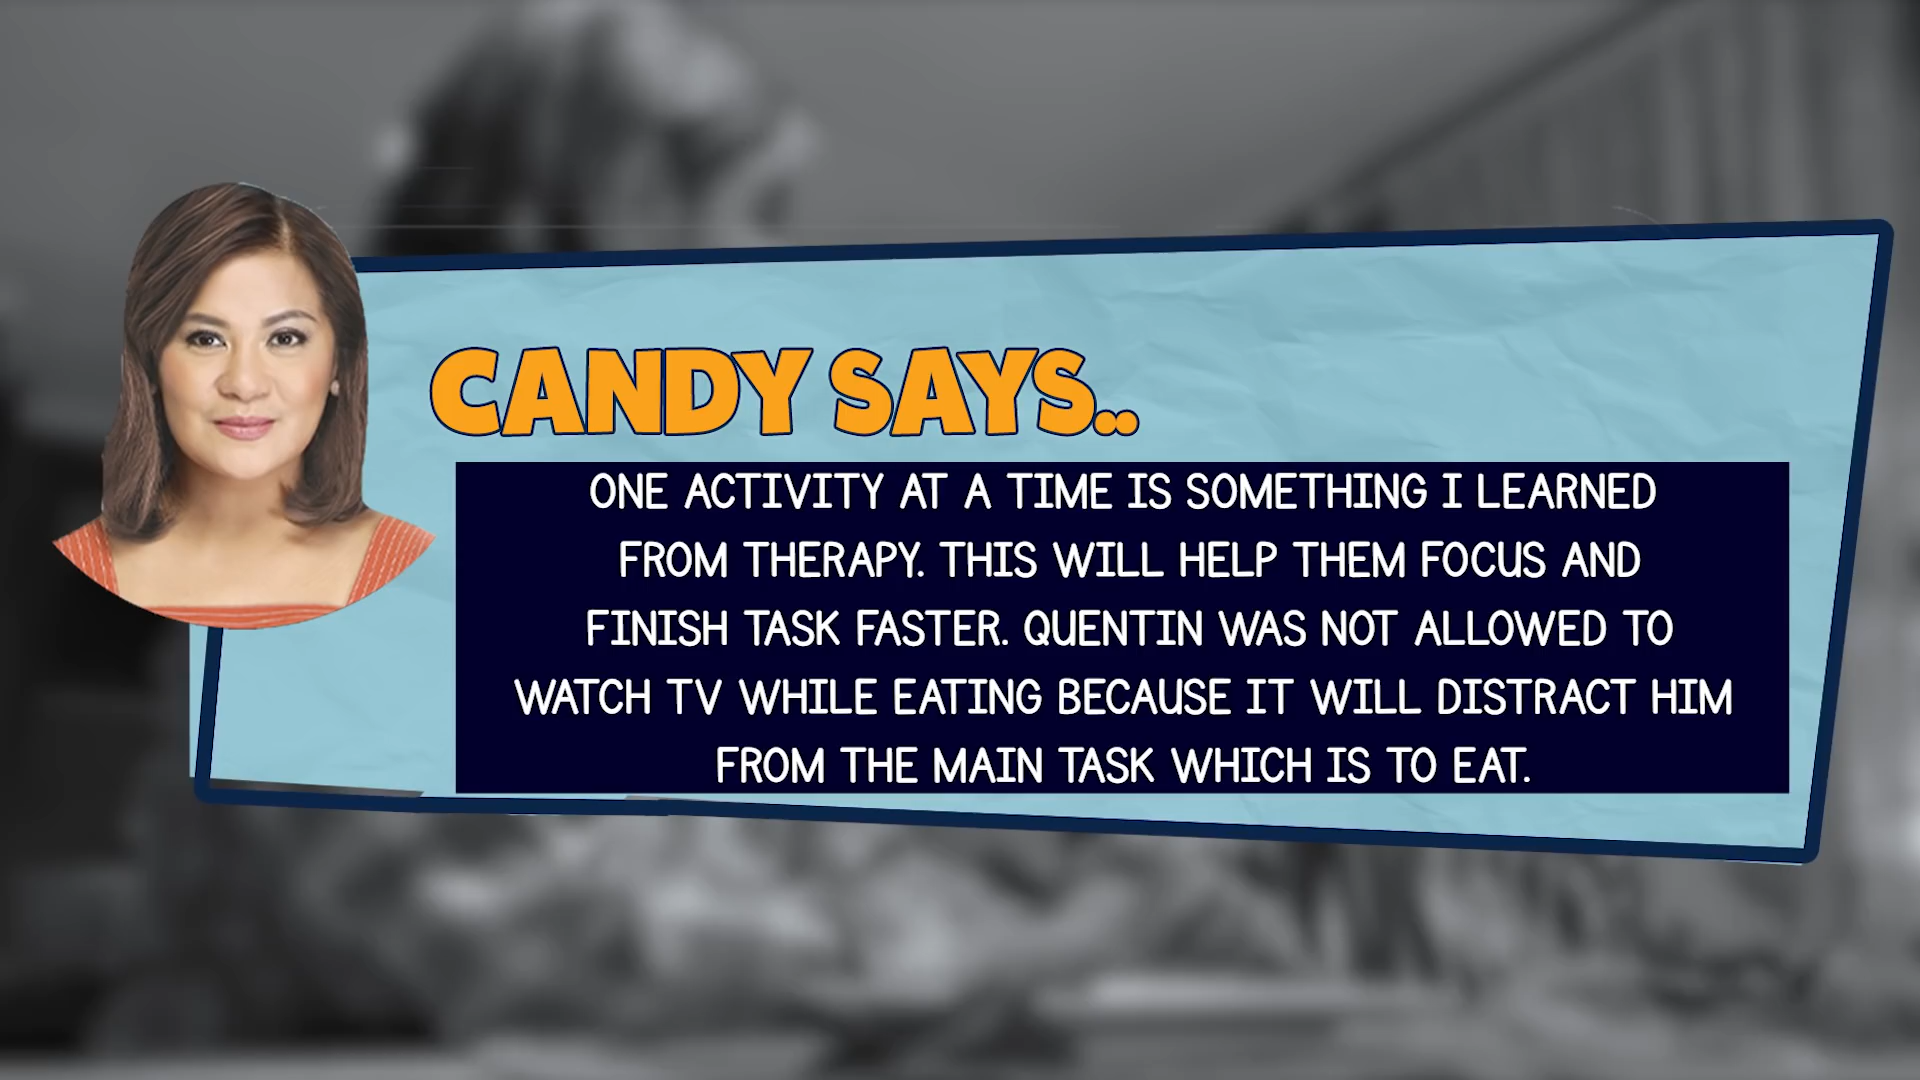 CANDY SAYS..
ONE ACTIVITY AT A TIME IS SOMETHING I LEARNED
FROM THERAPY. THIS WILL HELP THEM FOCUS AND
FINISH TASK FASTER. QUENTIN WAS NOT ALLOWED TO
WATCH TV WHILE EATING BECAUSE IT WILL DISTRACT HIM
FROM THE MAIN TASK WHICH IS TO EAT.